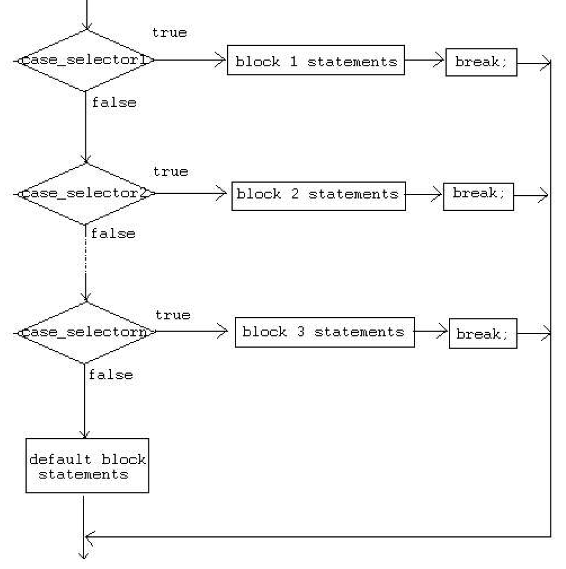 true
case_selector1
block 1 statements
break;
false
true
case_selector2
block 2 statements
break;
false
true
case_selectorn
block 3 statements
break;
false
default block
statements